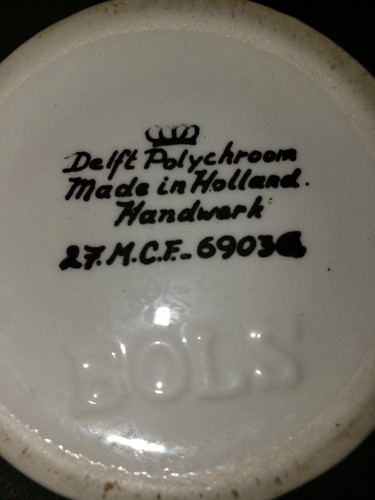 Delft Polychroom
Made in Holland.
Handwerk
27.M.C.F.-6903
BOLS